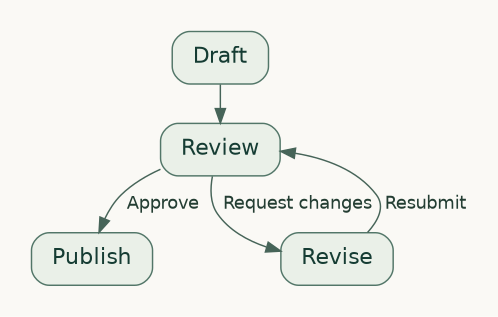 Draft
Review
Approve
Request changes
Resubmit
Publish
Revise